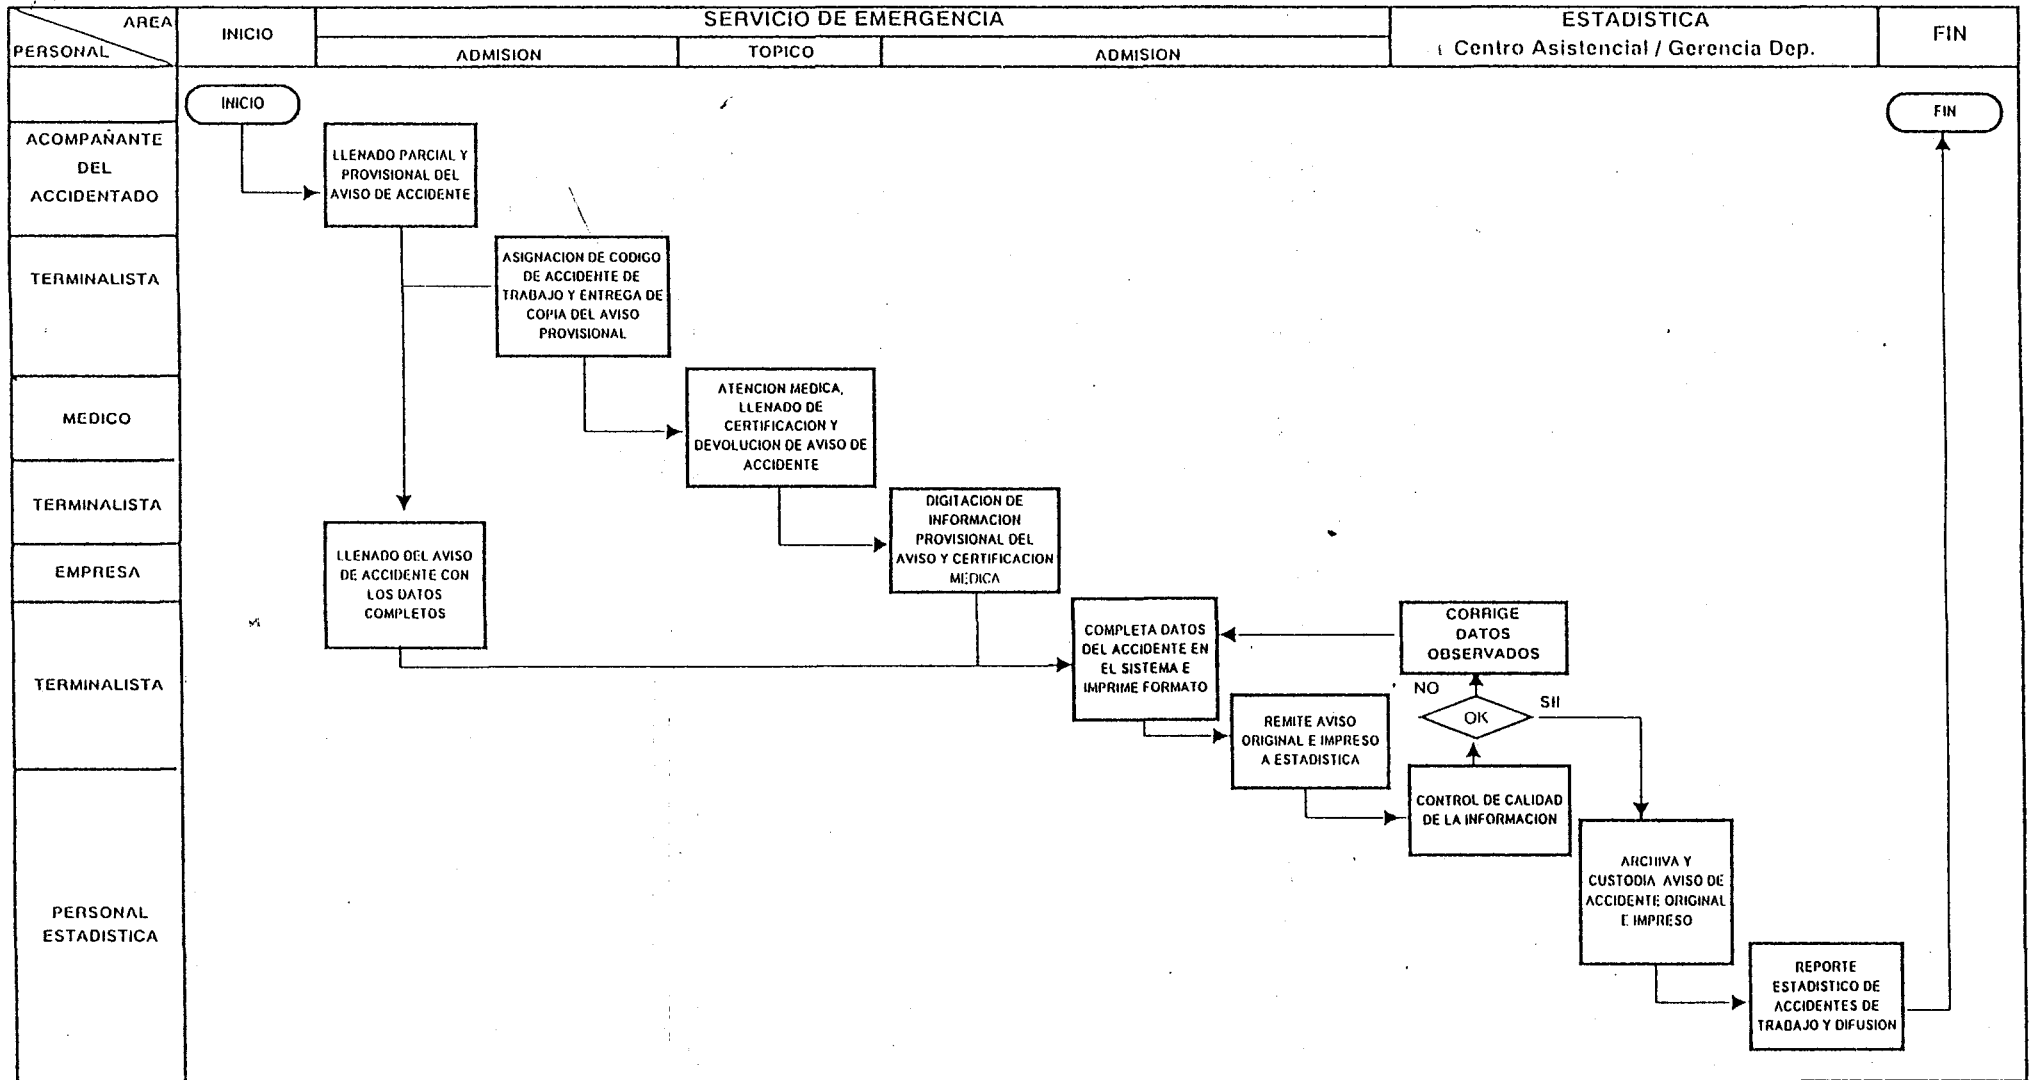 AREA
PERSONAL
INICIO
SERVICIO DE EMERGENCIA
ADMISION
TOPICO
ADMISION
ESTADISTICA
Centro Asistencial / Gerencia Dep.
FIN
INICIO
FIN
ACOMPAÑANTE
DEL
ACCIDENTADO
LLENADO PARCIAL Y
PROVISIONAL DEL
AVISO DE ACCIDENTE
TERMINALISTA
ASIGNACION DE CODIGO
DE ACCIDENTE DE
TRABAJO Y ENTREGA DE
COPIA DEL AVISO
PROVISIONAL
MEDICO
ATENCION MEDICA,
LLENADO DE
CERTIFICACION Y
DEVOLUCION DE AVISO DE
ACCIDENTE
TERMINALISTA
DIGITACION DE
INFORMACION
PROVISIONAL DEL
AVISO Y CERTIFICACION
MEDICA
EMPRESA
LLENADO DEL AVISO
DE ACCIDENTE CON
LOS DATOS
COMPLETOS
TERMINALISTA
COMPLETA DATOS
DEL ACCIDENTE EN
EL SISTEMA E
IMPRIME FORMATO
CORRIGE
DATOS
OBSERVADOS
NO
OK
SII
REMITE AVISO
ORIGINAL E IMPRESO
A ESTADISTICA
CONTROL DE CALIDAD
DE LA INFORMACION
PERSONAL
ESTADISTICA
ARCHIVA Y
CUSTODIA AVISO DE
ACCIDENTE ORIGINAL
E IMPRESO
REPORTE
ESTADISTICO DE
ACCIDENTES DE
TRABAJO Y DIFUSION